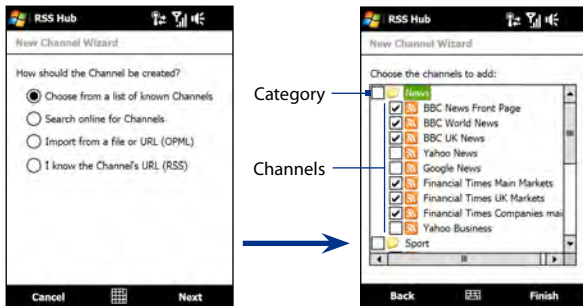 RSS Hub
New Channel Wizard
How should the Channel be created?
Choose from a list of known Channels
Search online for Channels
Import from a file or URL (OPML)
I know the Channel's URL (RSS)
Cancel
Next
Category
Channels
RSS Hub
New Channel Wizard
Choose the channels to add:
News
BBC News Front Page
BBC World News
BBC UK News
Yahoo News
Google News
Financial Times Main Markets
Financial Times UK Markets
Financial Times Companies mai
Yahoo Business
Sport
Back
Finish